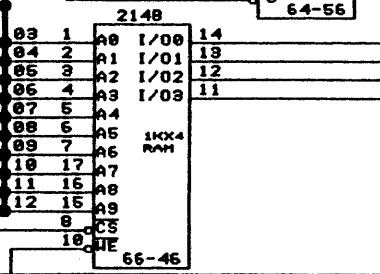 64-56
2148
03 1 A0 I/O0 14
04 2 A1 I/O1 13
05 3 A2 I/O2 12
06 4 A3 I/O3 11
07 5 A4
08 6 A5 1KX4
09 7 A6 RAM
10 17 A7
11 16 A8
12 15 A9
8 CS
10 WE
66-46